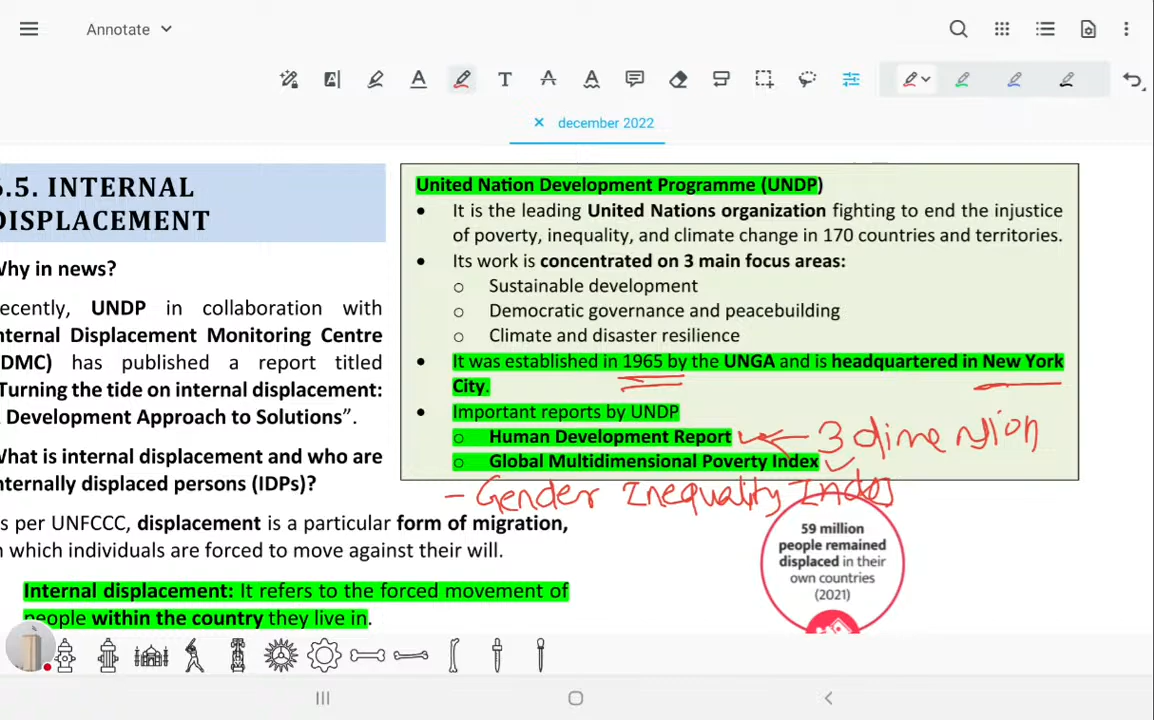 Annotate
december 2022
6.5. INTERNAL
DISPLACEMENT
Why in news?
Recently, UNDP in collaboration with
Internal Displacement Monitoring Centre
(IDMC) has published a report titled
"Turning the tide on internal displacement:
A Development Approach to Solutions”.
What is internal displacement and who are
internally displaced persons (IDPs)?
As per UNFCCC, displacement is a particular form of migration,
in which individuals are forced to move against their will.
Internal displacement: It refers to the forced movement of
people within the country they live in.
United Nation Development Programme (UNDP)
• It is the leading United Nations organization fighting to end the injustice
of poverty, inequality, and climate change in 170 countries and territories.
• Its work is concentrated on 3 main focus areas:
o Sustainable development
o Democratic governance and peacebuilding
o Climate and disaster resilience
• It was established in 1965 by the UNGA and is headquartered in New York
City.
• Important reports by UNDP
o Human Development Report ← 3 dimension
o Global Multidimensional Poverty Index
- Gender Inequality Index
59 million
people remained
displaced in their
own countries
(2021)